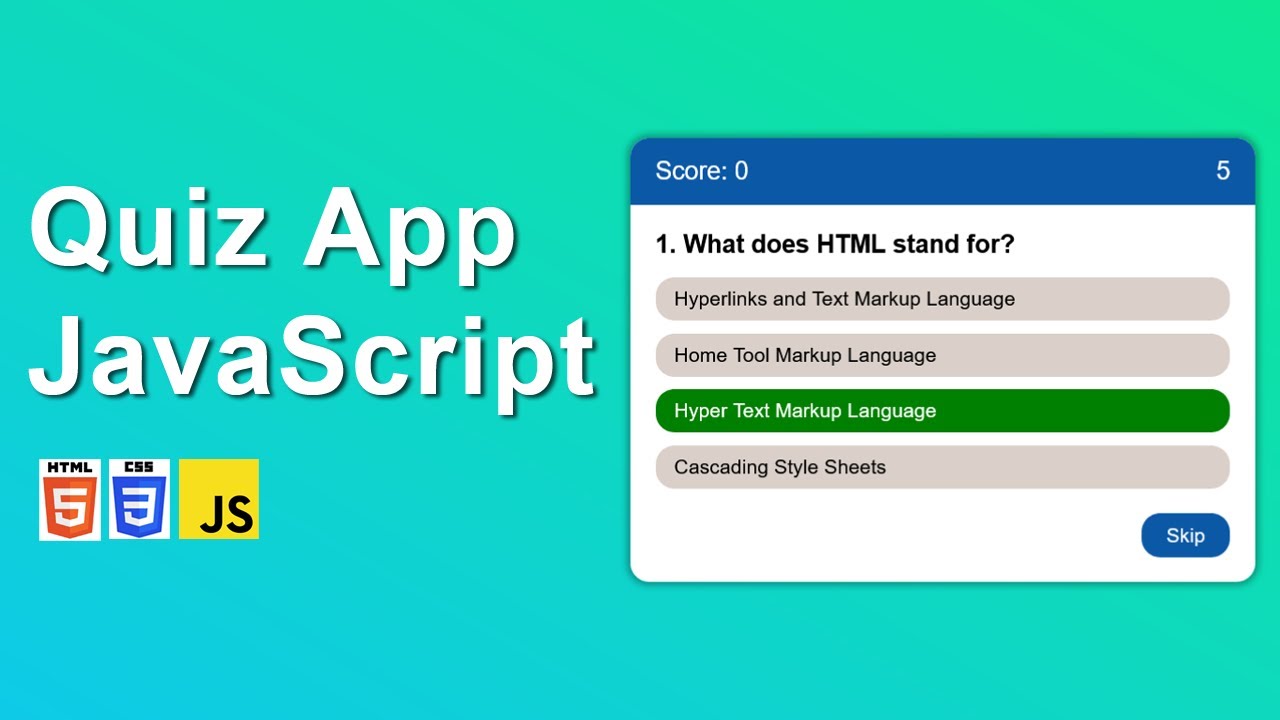 Quiz App
JavaScript
HTML
5
CSS
3
JS
Score: 0
5
1. What does HTML stand for?
Hyperlinks and Text Markup Language
Home Tool Markup Language
Hyper Text Markup Language
Cascading Style Sheets
Skip